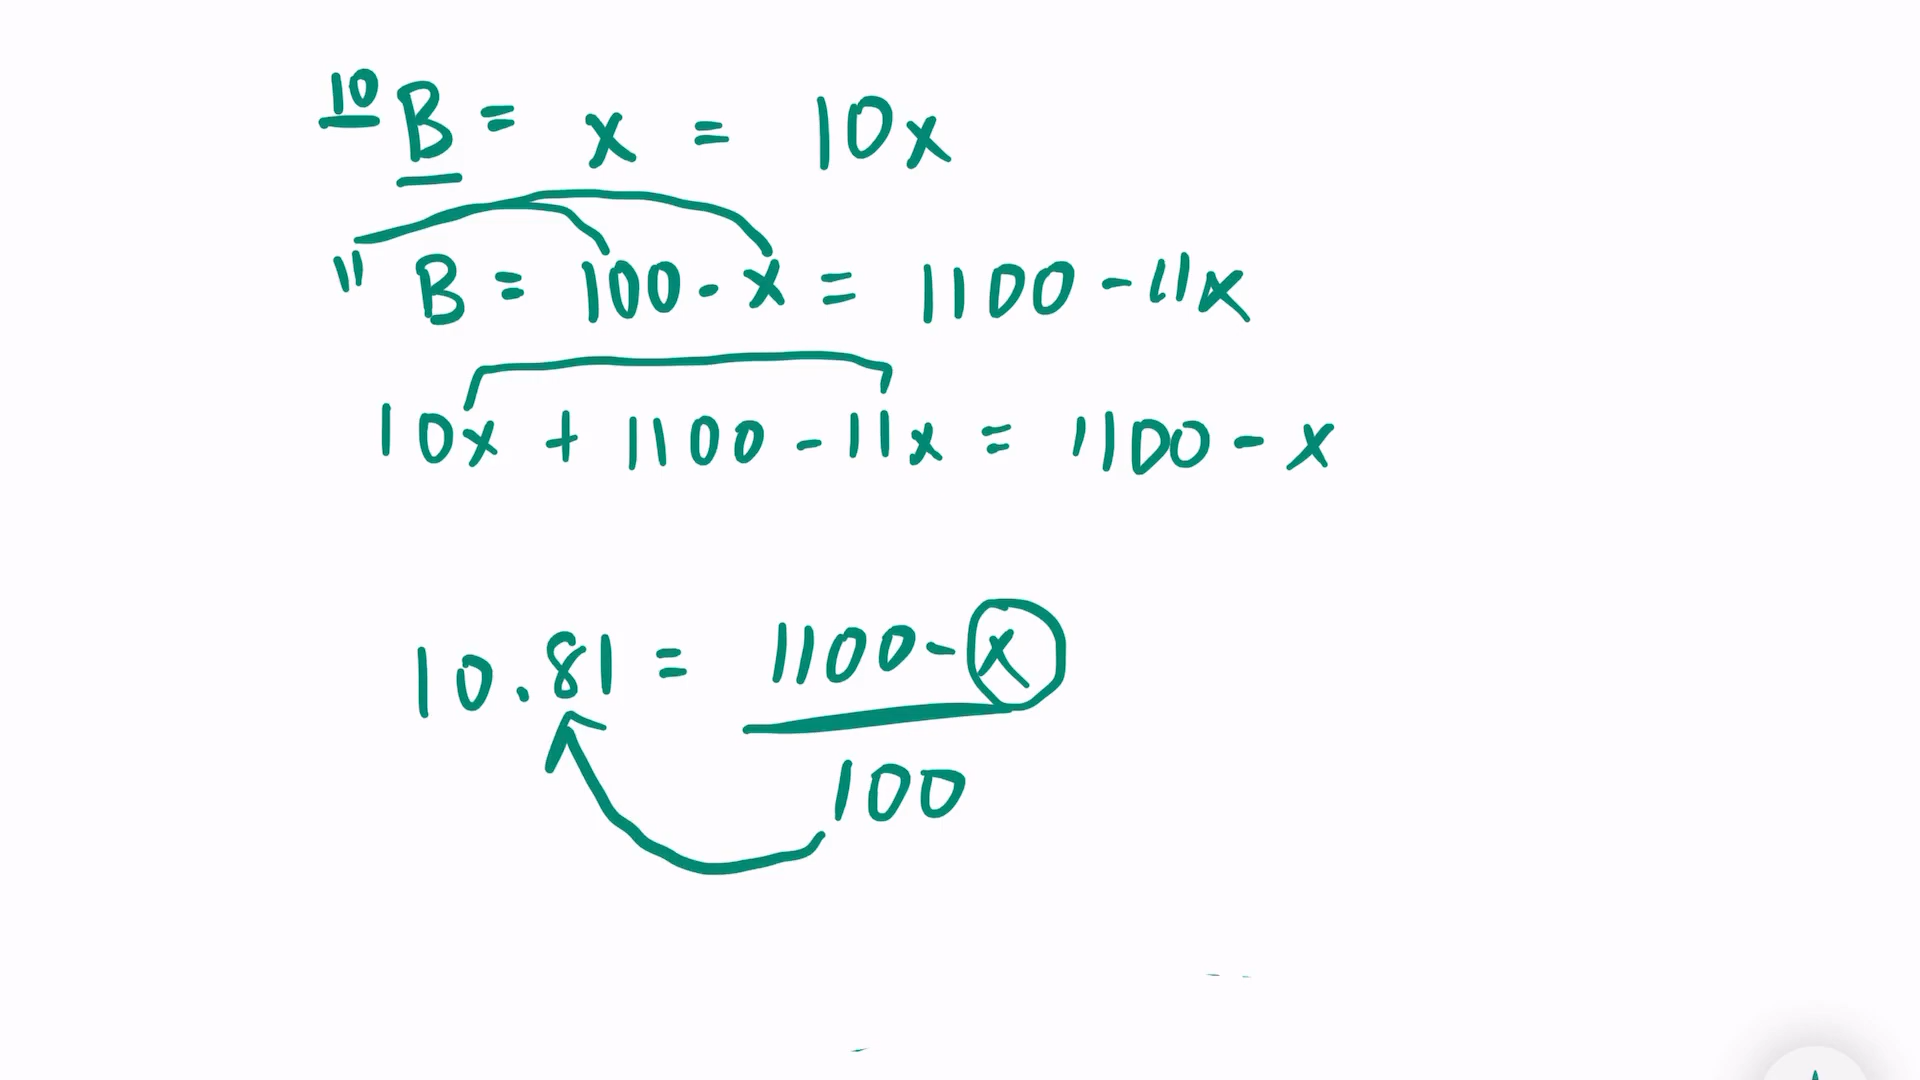 ¹⁰B = x = 10x
¹¹B = 100 - x = 1100 - 11x
10x + 1100 - 11x = 1100 - x
10.81 = 1100 - x
100